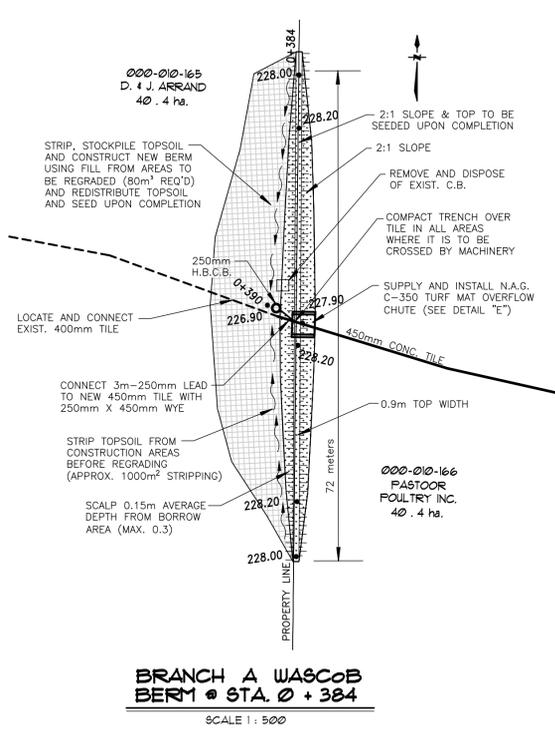 0+384
000-010-165
D. & J. ARRAND
40 . 4 ha.
N
228.00
228.20
2:1 SLOPE & TOP TO BE
SEEDED UPON COMPLETION
STRIP, STOCKPILE TOPSOIL
AND CONSTRUCT NEW BERM
USING FILL FROM AREAS TO
BE REGRADED (80m³ REQ'D)
AND REDISTRIBUTE TOPSOIL
AND SEED UPON COMPLETION
2:1 SLOPE
REMOVE AND DISPOSE
OF EXIST. C.B.
COMPACT TRENCH OVER
TILE IN ALL AREAS
WHERE IT IS TO BE
CROSSED BY MACHINERY
250mm
H.B.C.B.
0+390
227.90
226.90
SUPPLY AND INSTALL N.A.G.
C-350 TURF MAT OVERFLOW
CHUTE (SEE DETAIL "E")
LOCATE AND CONNECT
EXIST. 400mm TILE
450mm CONC. TILE
228.20
CONNECT 3m-250mm LEAD
TO NEW 450mm TILE WITH
250mm X 450mm WYE
0.9m TOP WIDTH
STRIP TOPSOIL FROM
CONSTRUCTION AREAS
BEFORE REGRADING
(APPROX. 1000m² STRIPPING)
72 meters
000-010-166
PASTOOR
POULTRY INC.
40 . 4 ha.
SCALP 0.15m AVERAGE
DEPTH FROM BORROW
AREA (MAX. 0.3)
228.20
228.00
PROPERTY LINE
BRANCH A WASCoB
BERM @ STA. 0 + 384
SCALE 1 : 500